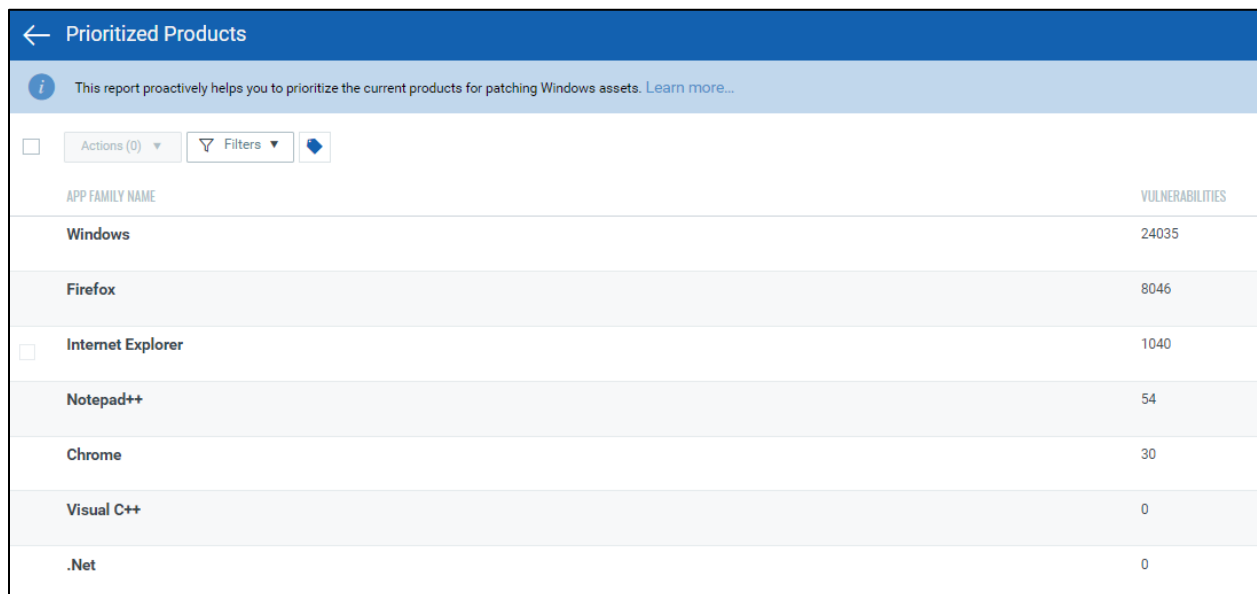 Prioritized Products
This report proactively helps you to prioritize the current products for patching Windows assets. Learn more...
Actions (0) Filters
APP FAMILY NAME VULNERABILITIES
Windows 24035
Firefox 8046
Internet Explorer 1040
Notepad++ 54
Chrome 30
Visual C++ 0
.Net 0